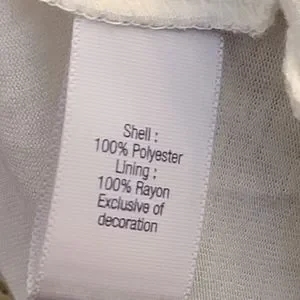 Shell :
100% Polyester
Lining ;
100% Rayon
Exclusive of
decoration